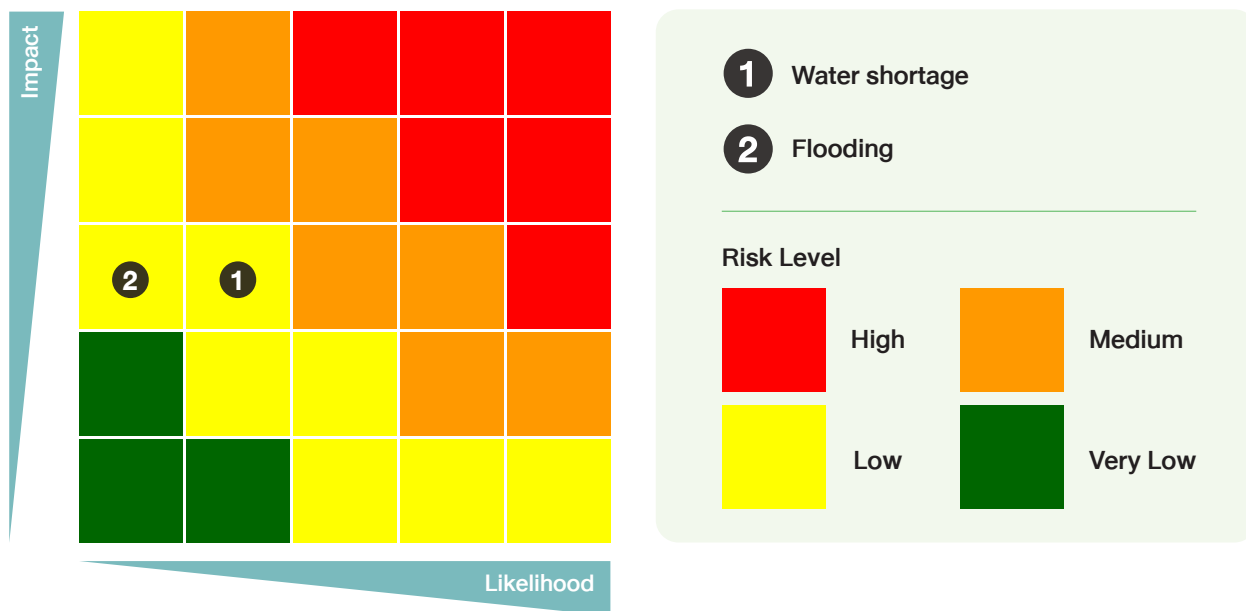 Impact
2
1
Likelihood
1 Water shortage
2 Flooding
Risk Level
High
Medium
Low
Very Low